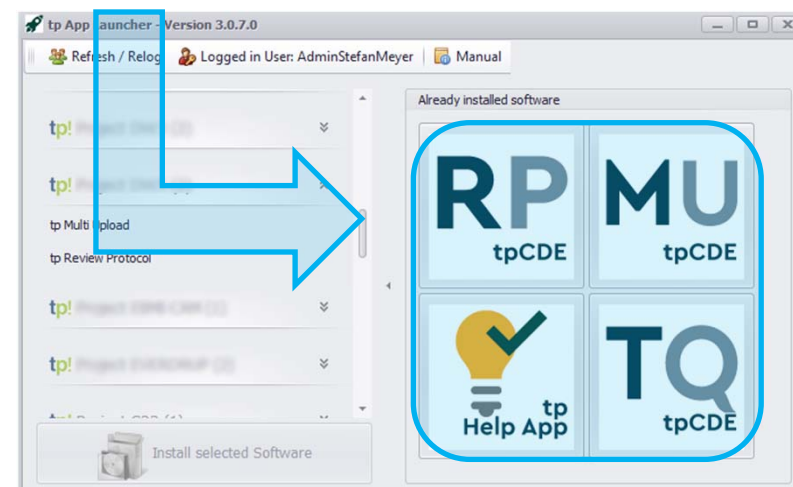 tp App Launcher - Version 3.0.7.0
Refresh / Relog Logged in User: AdminStefanMeyer Manual
Already installed software
tp!
tp!
tp Multi Upload
tp Review Protocol
tp!
tp!
Install selected Software
RP
tpCDE
MU
tpCDE
tp
Help App
TQ
tpCDE